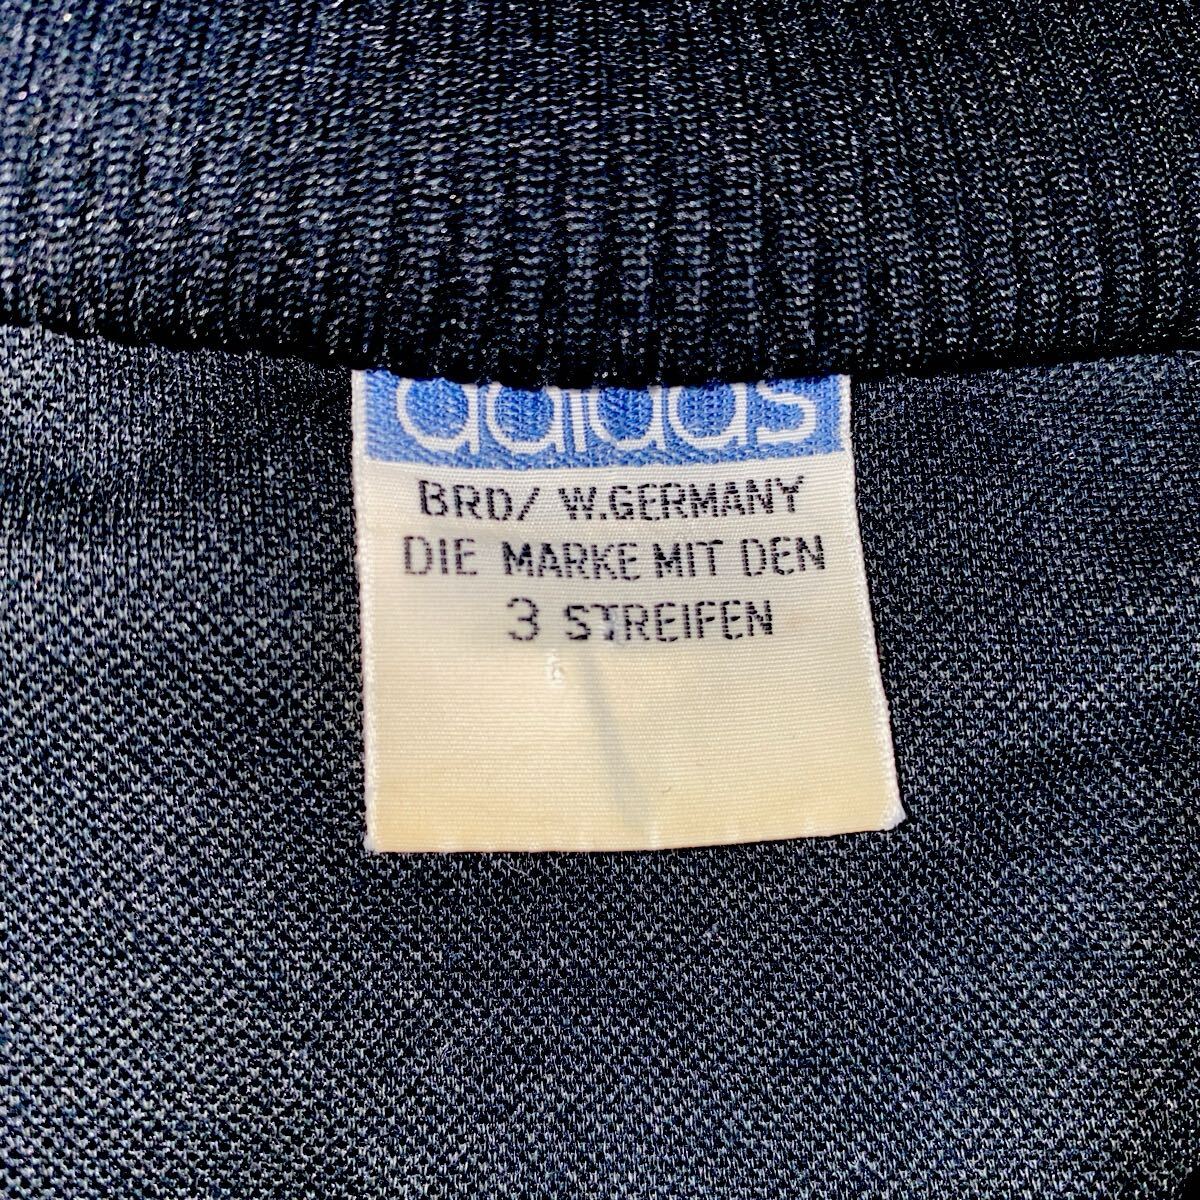 adidas
BRD/ W.GERMANY
DIE MARKE MIT DEN
3 STREIFEN